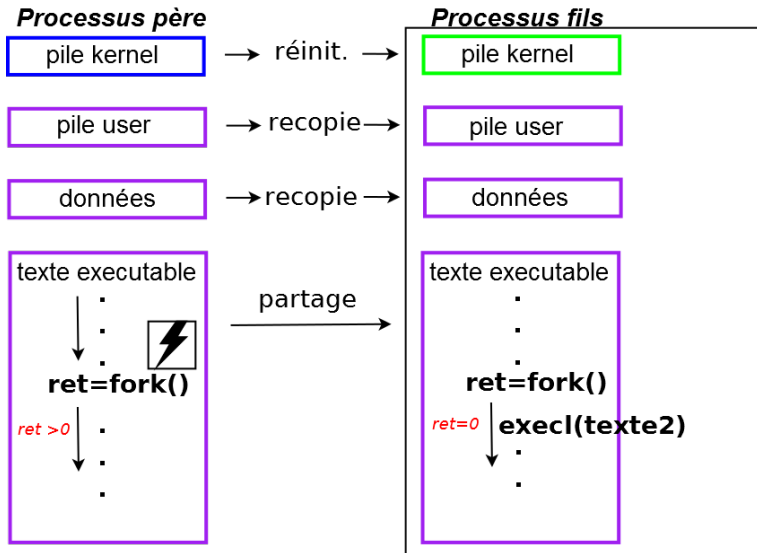 Processus père
Processus fils
pile kernel
réinit.
pile kernel
pile user
recopie
pile user
données
recopie
données
texte executable
partage
texte executable
ret=fork()
ret >0
ret=fork()
ret=0
execl(texte2)